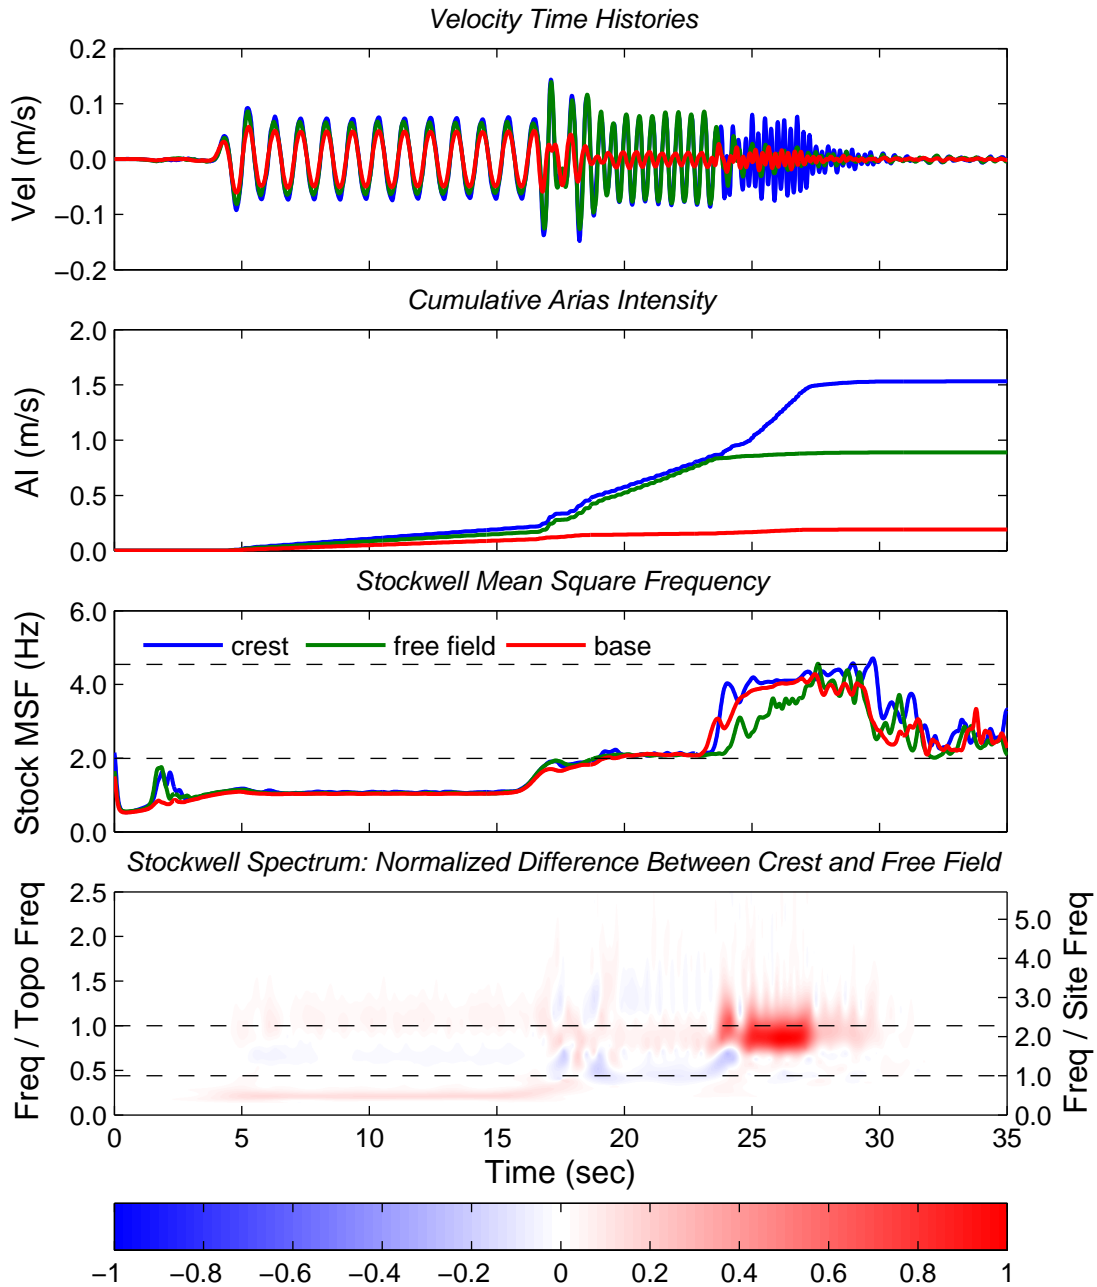 Velocity Time Histories
0.2
0.1
0.0
−0.1
−0.2
Vel (m/s)
Cumulative Arias Intensity
2.0
1.5
1.0
0.5
0.0
AI (m/s)
Stockwell Mean Square Frequency
6.0
4.0
2.0
0.0
Stock MSF (Hz)
crest free field base
Stockwell Spectrum: Normalized Difference Between Crest and Free Field
2.5
2.0
1.5
1.0
0.5
0.0
Freq / Topo Freq
5.0
4.0
3.0
2.0
1.0
0.0
Freq / Site Freq
0 5 10 15 20 25 30 35
Time (sec)
−1 −0.8 −0.6 −0.4 −0.2 0 0.2 0.4 0.6 0.8 1